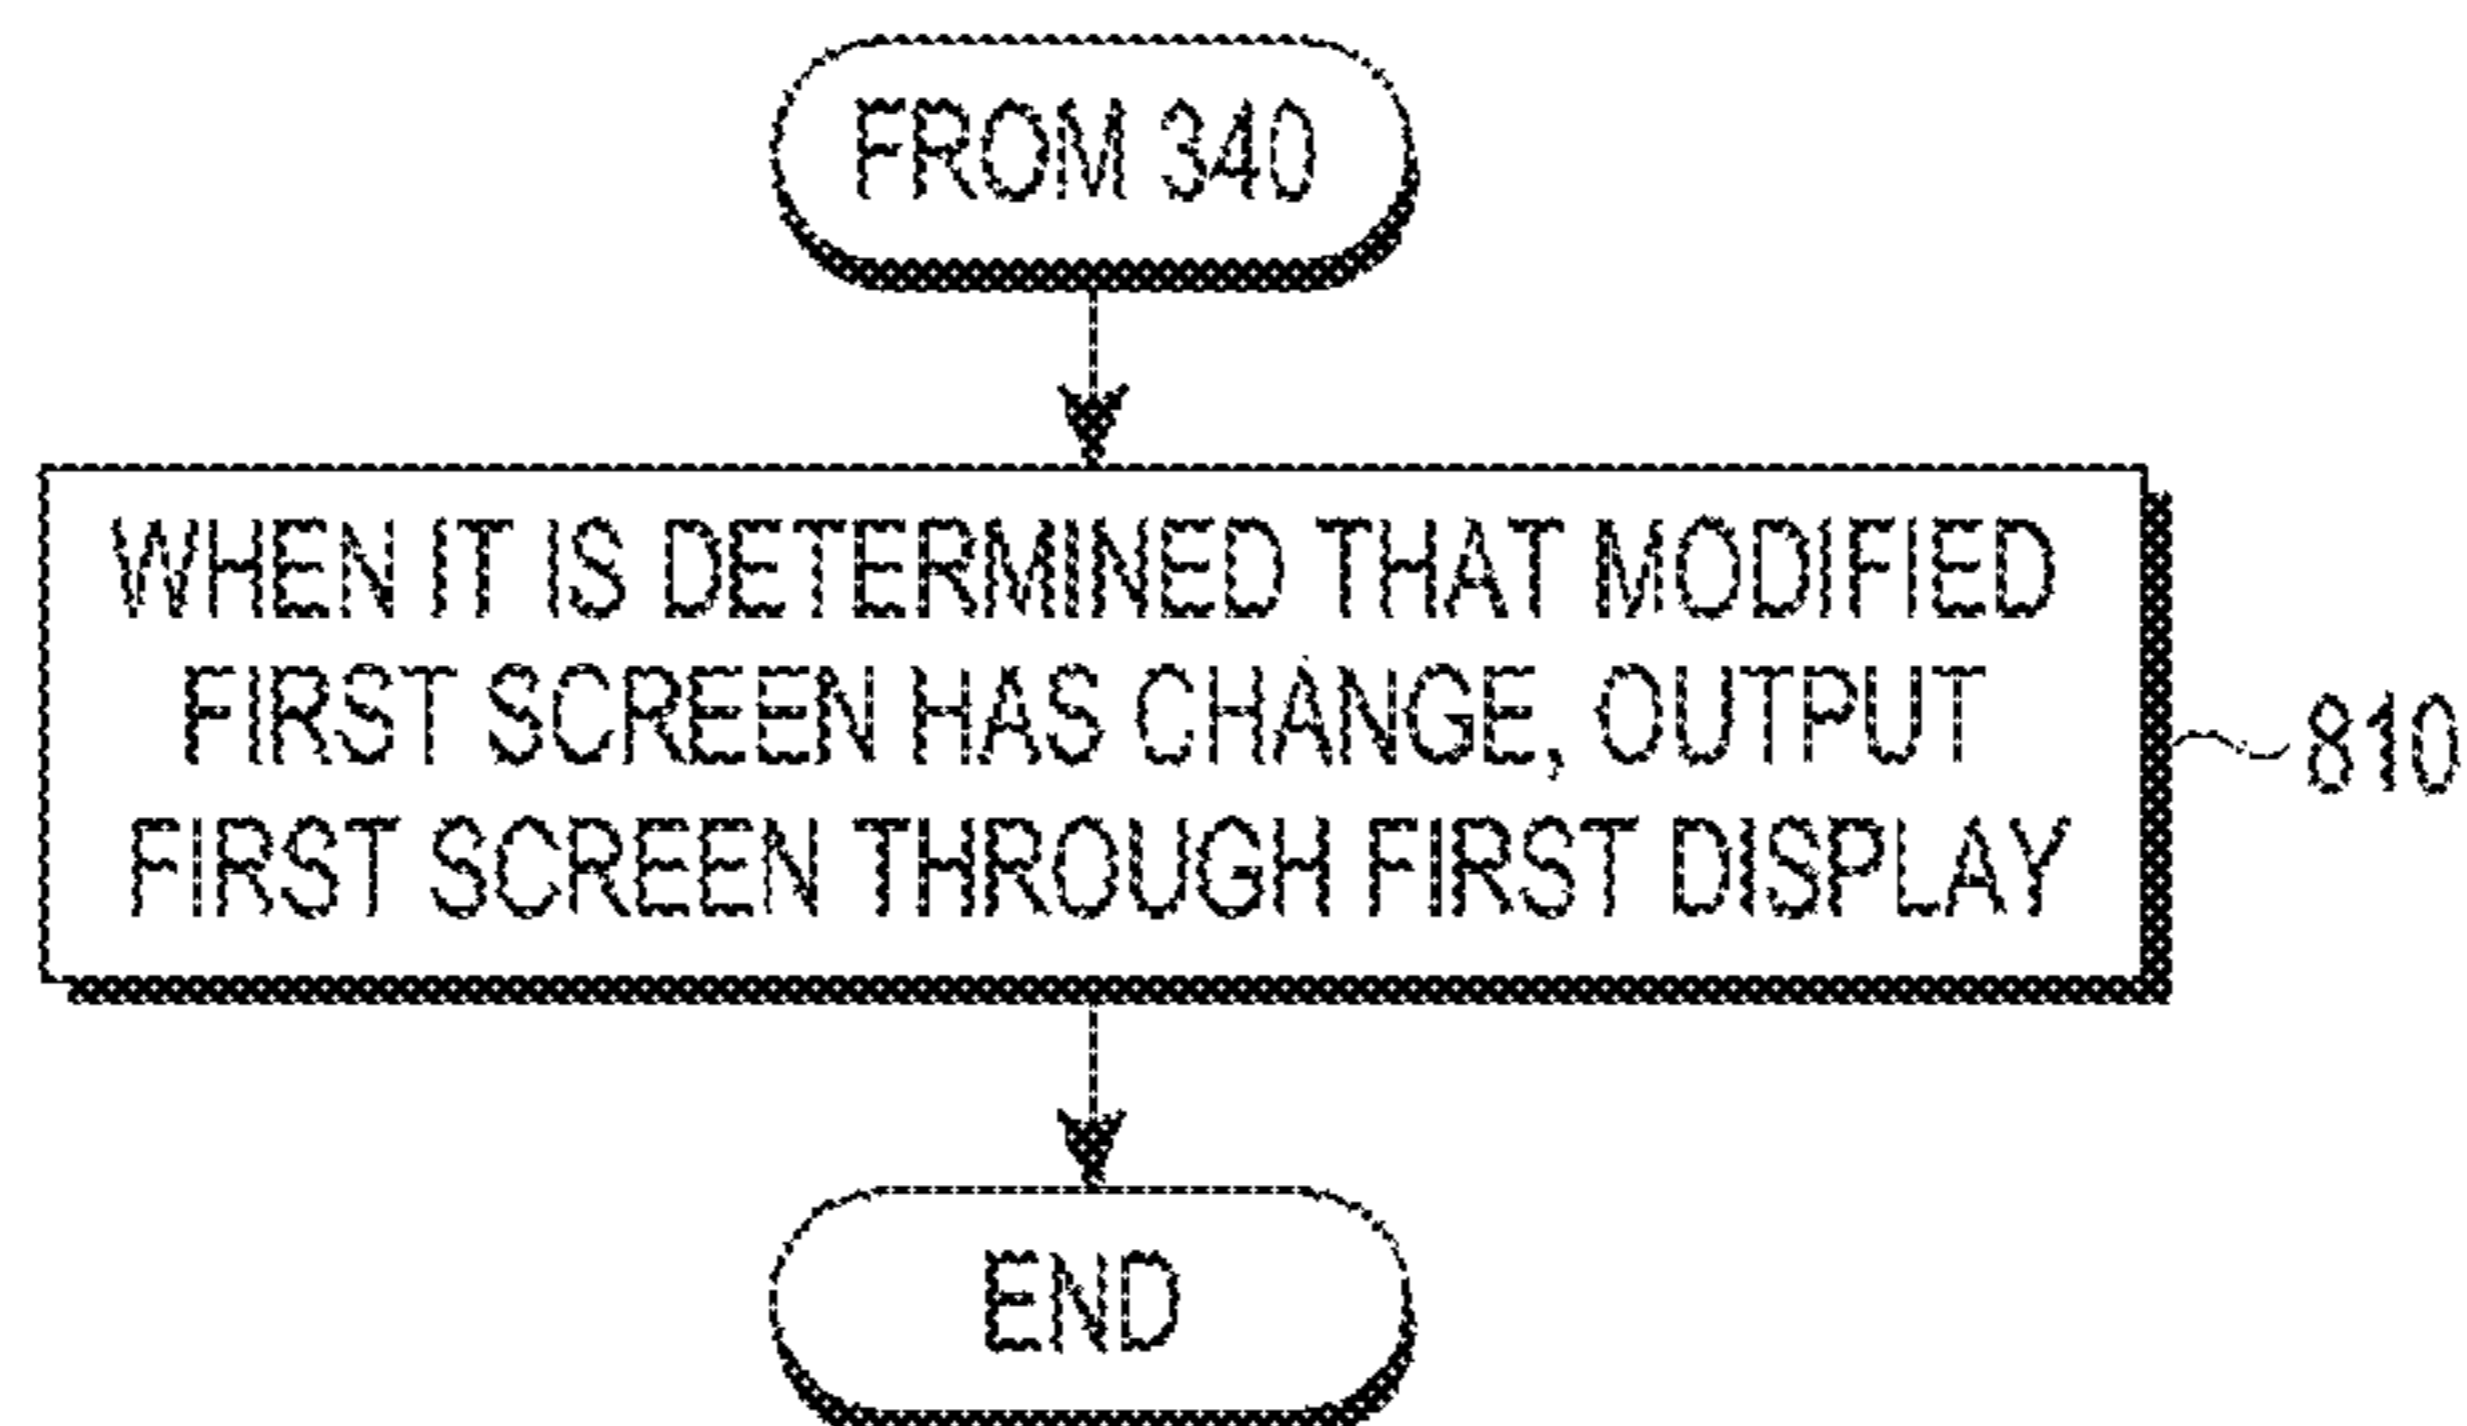 FROM 340
WHEN IT IS DETERMINED THAT MODIFIED
FIRST SCREEN HAS CHANGE, OUTPUT
FIRST SCREEN THROUGH FIRST DISPLAY
810
END